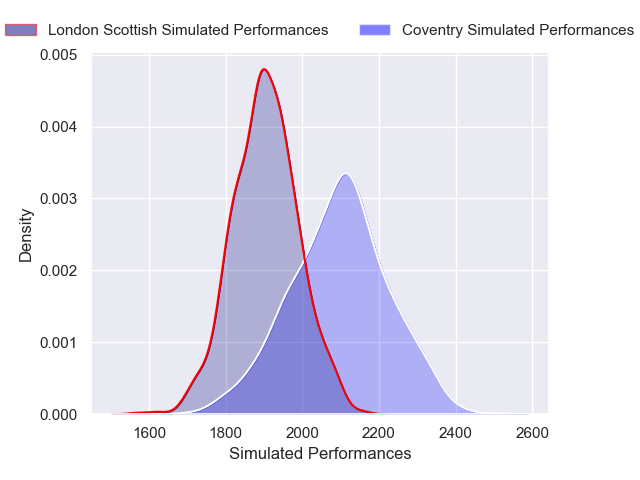 London Scottish Simulated Performances
Coventry Simulated Performances
0.005
0.004
0.003
0.002
0.001
0.000
Density
1600 1800 2000 2200 2400 2600
Simulated Performances